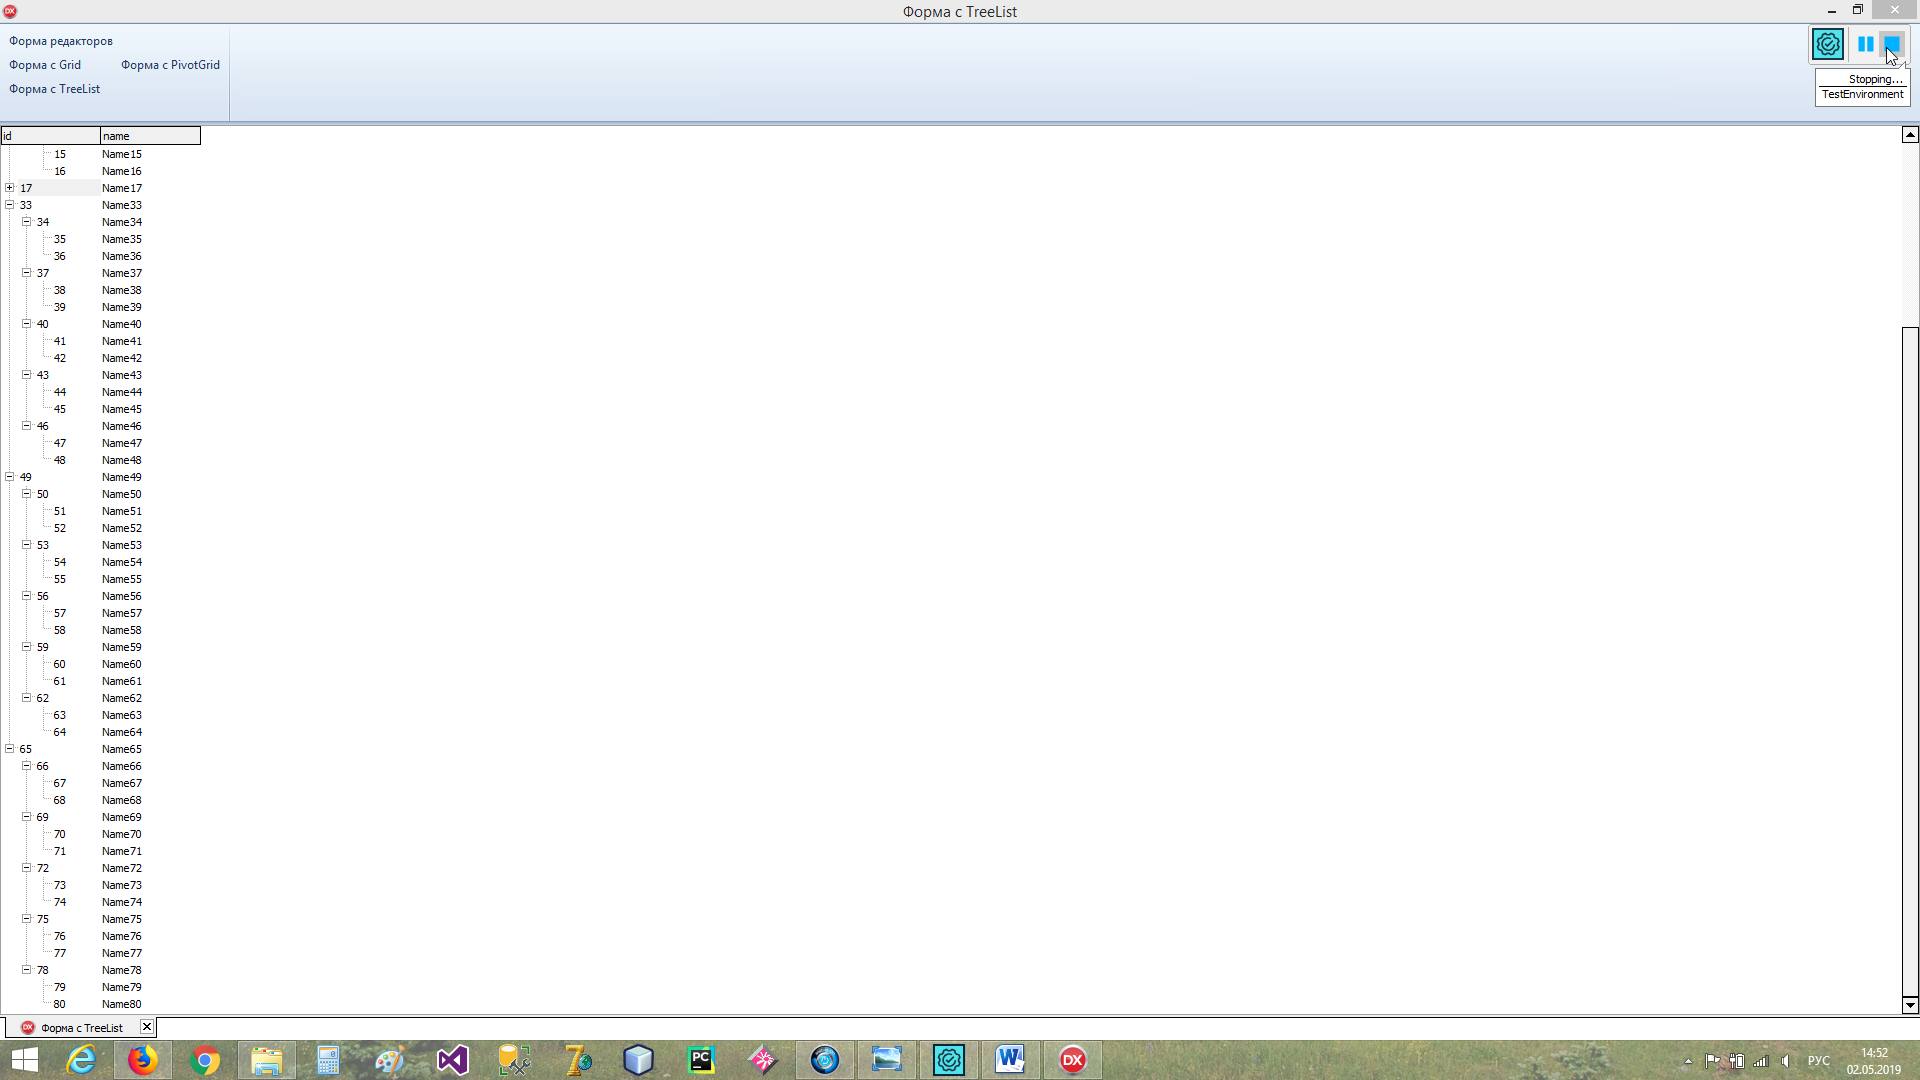 Форма с TreeList
Форма редакторов
Форма с Grid Форма с PivotGrid
Форма с TreeList
Stopping...
TestEnvironment
id name
15 Name15
16 Name16
17 Name17
33 Name33
34 Name34
35 Name35
36 Name36
37 Name37
38 Name38
39 Name39
40 Name40
41 Name41
42 Name42
43 Name43
44 Name44
45 Name45
46 Name46
47 Name47
48 Name48
49 Name49
50 Name50
51 Name51
52 Name52
53 Name53
54 Name54
55 Name55
56 Name56
57 Name57
58 Name58
59 Name59
60 Name60
61 Name61
62 Name62
63 Name63
64 Name64
65 Name65
66 Name66
67 Name67
68 Name68
69 Name69
70 Name70
71 Name71
72 Name72
73 Name73
74 Name74
75 Name75
76 Name76
77 Name77
78 Name78
79 Name79
80 Name80
DX Форма с TreeList
PC
W
DX
РУС
14:52
02.05.2019